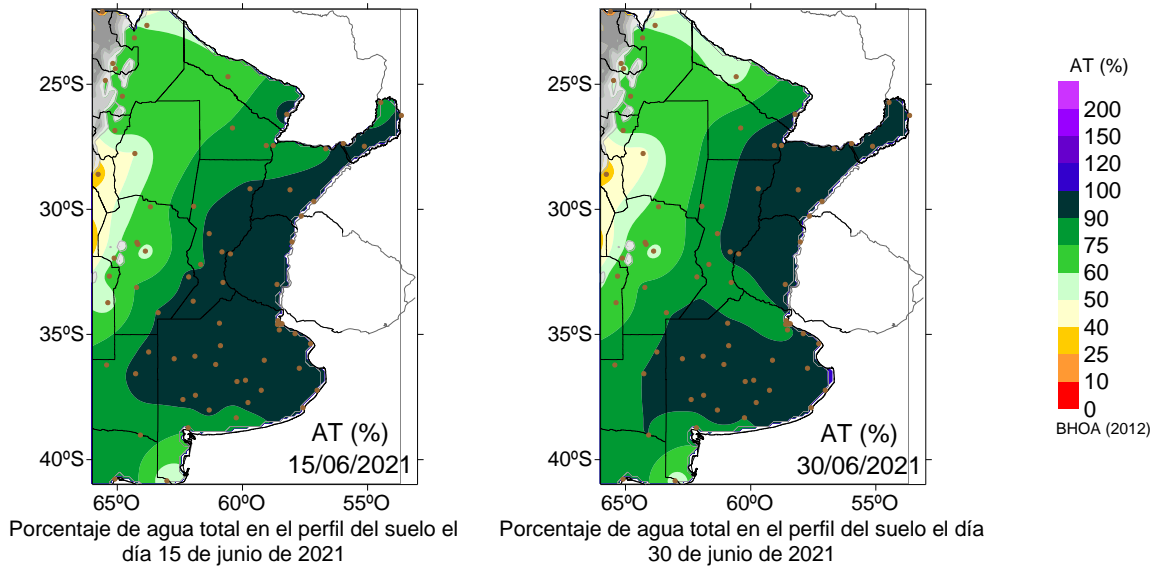 25ºS
30ºS
35ºS
40ºS
65ºO
60ºO
55ºO
AT (%)
15/06/2021
Porcentaje de agua total en el perfil del suelo el
día 15 de junio de 2021
25ºS
30ºS
35ºS
40ºS
65ºO
60ºO
55ºO
AT (%)
30/06/2021
Porcentaje de agua total en el perfil del suelo el día
30 de junio de 2021
AT (%)
200
150
120
100
90
75
60
50
40
25
10
0
BHOA (2012)